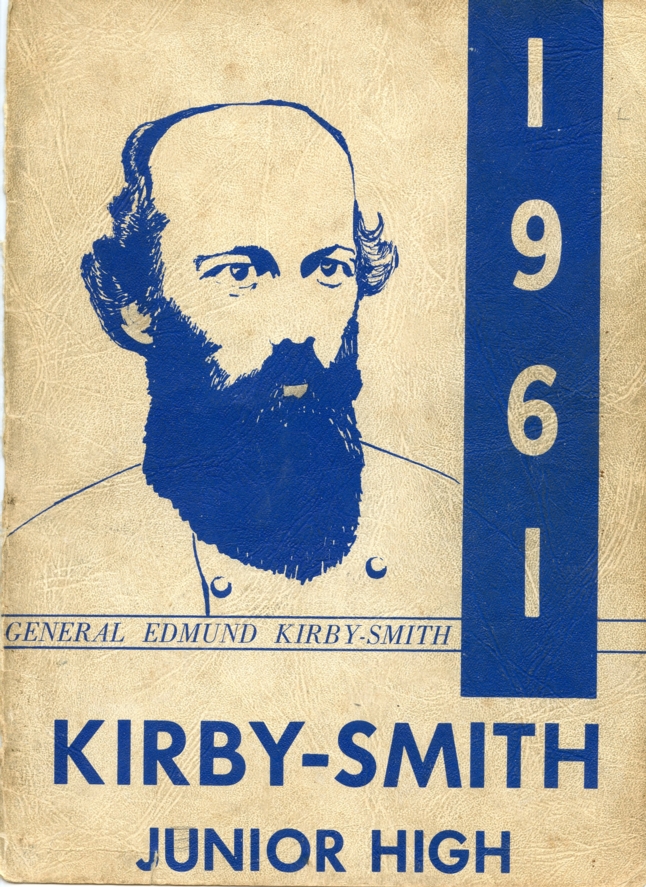 1961
GENERAL EDMUND KIRBY-SMITH
KIRBY-SMITH
JUNIOR HIGH